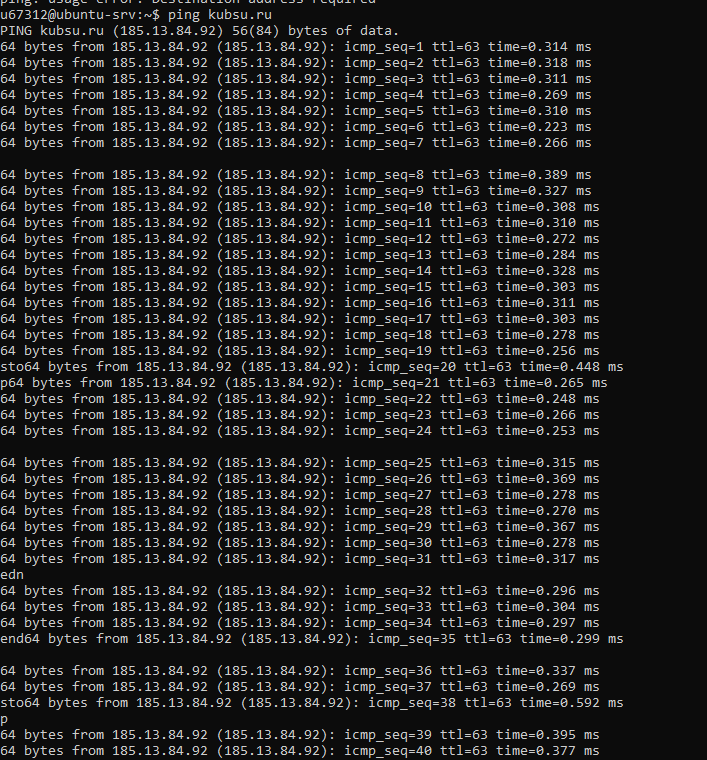 ping: usage error: Destination address required
u67312@ubuntu-srv:~$ ping kubsu.ru
PING kubsu.ru (185.13.84.92) 56(84) bytes of data.
64 bytes from 185.13.84.92 (185.13.84.92): icmp_seq=1 ttl=63 time=0.314 ms
64 bytes from 185.13.84.92 (185.13.84.92): icmp_seq=2 ttl=63 time=0.318 ms
64 bytes from 185.13.84.92 (185.13.84.92): icmp_seq=3 ttl=63 time=0.311 ms
64 bytes from 185.13.84.92 (185.13.84.92): icmp_seq=4 ttl=63 time=0.269 ms
64 bytes from 185.13.84.92 (185.13.84.92): icmp_seq=5 ttl=63 time=0.310 ms
64 bytes from 185.13.84.92 (185.13.84.92): icmp_seq=6 ttl=63 time=0.223 ms
64 bytes from 185.13.84.92 (185.13.84.92): icmp_seq=7 ttl=63 time=0.266 ms
64 bytes from 185.13.84.92 (185.13.84.92): icmp_seq=8 ttl=63 time=0.389 ms
64 bytes from 185.13.84.92 (185.13.84.92): icmp_seq=9 ttl=63 time=0.327 ms
64 bytes from 185.13.84.92 (185.13.84.92): icmp_seq=10 ttl=63 time=0.308 ms
64 bytes from 185.13.84.92 (185.13.84.92): icmp_seq=11 ttl=63 time=0.310 ms
64 bytes from 185.13.84.92 (185.13.84.92): icmp_seq=12 ttl=63 time=0.272 ms
64 bytes from 185.13.84.92 (185.13.84.92): icmp_seq=13 ttl=63 time=0.284 ms
64 bytes from 185.13.84.92 (185.13.84.92): icmp_seq=14 ttl=63 time=0.328 ms
64 bytes from 185.13.84.92 (185.13.84.92): icmp_seq=15 ttl=63 time=0.303 ms
64 bytes from 185.13.84.92 (185.13.84.92): icmp_seq=16 ttl=63 time=0.311 ms
64 bytes from 185.13.84.92 (185.13.84.92): icmp_seq=17 ttl=63 time=0.303 ms
64 bytes from 185.13.84.92 (185.13.84.92): icmp_seq=18 ttl=63 time=0.278 ms
64 bytes from 185.13.84.92 (185.13.84.92): icmp_seq=19 ttl=63 time=0.256 ms
sto64 bytes from 185.13.84.92 (185.13.84.92): icmp_seq=20 ttl=63 time=0.448 ms
p64 bytes from 185.13.84.92 (185.13.84.92): icmp_seq=21 ttl=63 time=0.265 ms
64 bytes from 185.13.84.92 (185.13.84.92): icmp_seq=22 ttl=63 time=0.248 ms
64 bytes from 185.13.84.92 (185.13.84.92): icmp_seq=23 ttl=63 time=0.266 ms
64 bytes from 185.13.84.92 (185.13.84.92): icmp_seq=24 ttl=63 time=0.253 ms
64 bytes from 185.13.84.92 (185.13.84.92): icmp_seq=25 ttl=63 time=0.315 ms
64 bytes from 185.13.84.92 (185.13.84.92): icmp_seq=26 ttl=63 time=0.369 ms
64 bytes from 185.13.84.92 (185.13.84.92): icmp_seq=27 ttl=63 time=0.278 ms
64 bytes from 185.13.84.92 (185.13.84.92): icmp_seq=28 ttl=63 time=0.270 ms
64 bytes from 185.13.84.92 (185.13.84.92): icmp_seq=29 ttl=63 time=0.367 ms
64 bytes from 185.13.84.92 (185.13.84.92): icmp_seq=30 ttl=63 time=0.278 ms
64 bytes from 185.13.84.92 (185.13.84.92): icmp_seq=31 ttl=63 time=0.317 ms
edn
64 bytes from 185.13.84.92 (185.13.84.92): icmp_seq=32 ttl=63 time=0.296 ms
64 bytes from 185.13.84.92 (185.13.84.92): icmp_seq=33 ttl=63 time=0.304 ms
64 bytes from 185.13.84.92 (185.13.84.92): icmp_seq=34 ttl=63 time=0.297 ms
end64 bytes from 185.13.84.92 (185.13.84.92): icmp_seq=35 ttl=63 time=0.299 ms
64 bytes from 185.13.84.92 (185.13.84.92): icmp_seq=36 ttl=63 time=0.337 ms
64 bytes from 185.13.84.92 (185.13.84.92): icmp_seq=37 ttl=63 time=0.269 ms
sto64 bytes from 185.13.84.92 (185.13.84.92): icmp_seq=38 ttl=63 time=0.592 ms
p
64 bytes from 185.13.84.92 (185.13.84.92): icmp_seq=39 ttl=63 time=0.395 ms
64 bytes from 185.13.84.92 (185.13.84.92): icmp_seq=40 ttl=63 time=0.377 ms